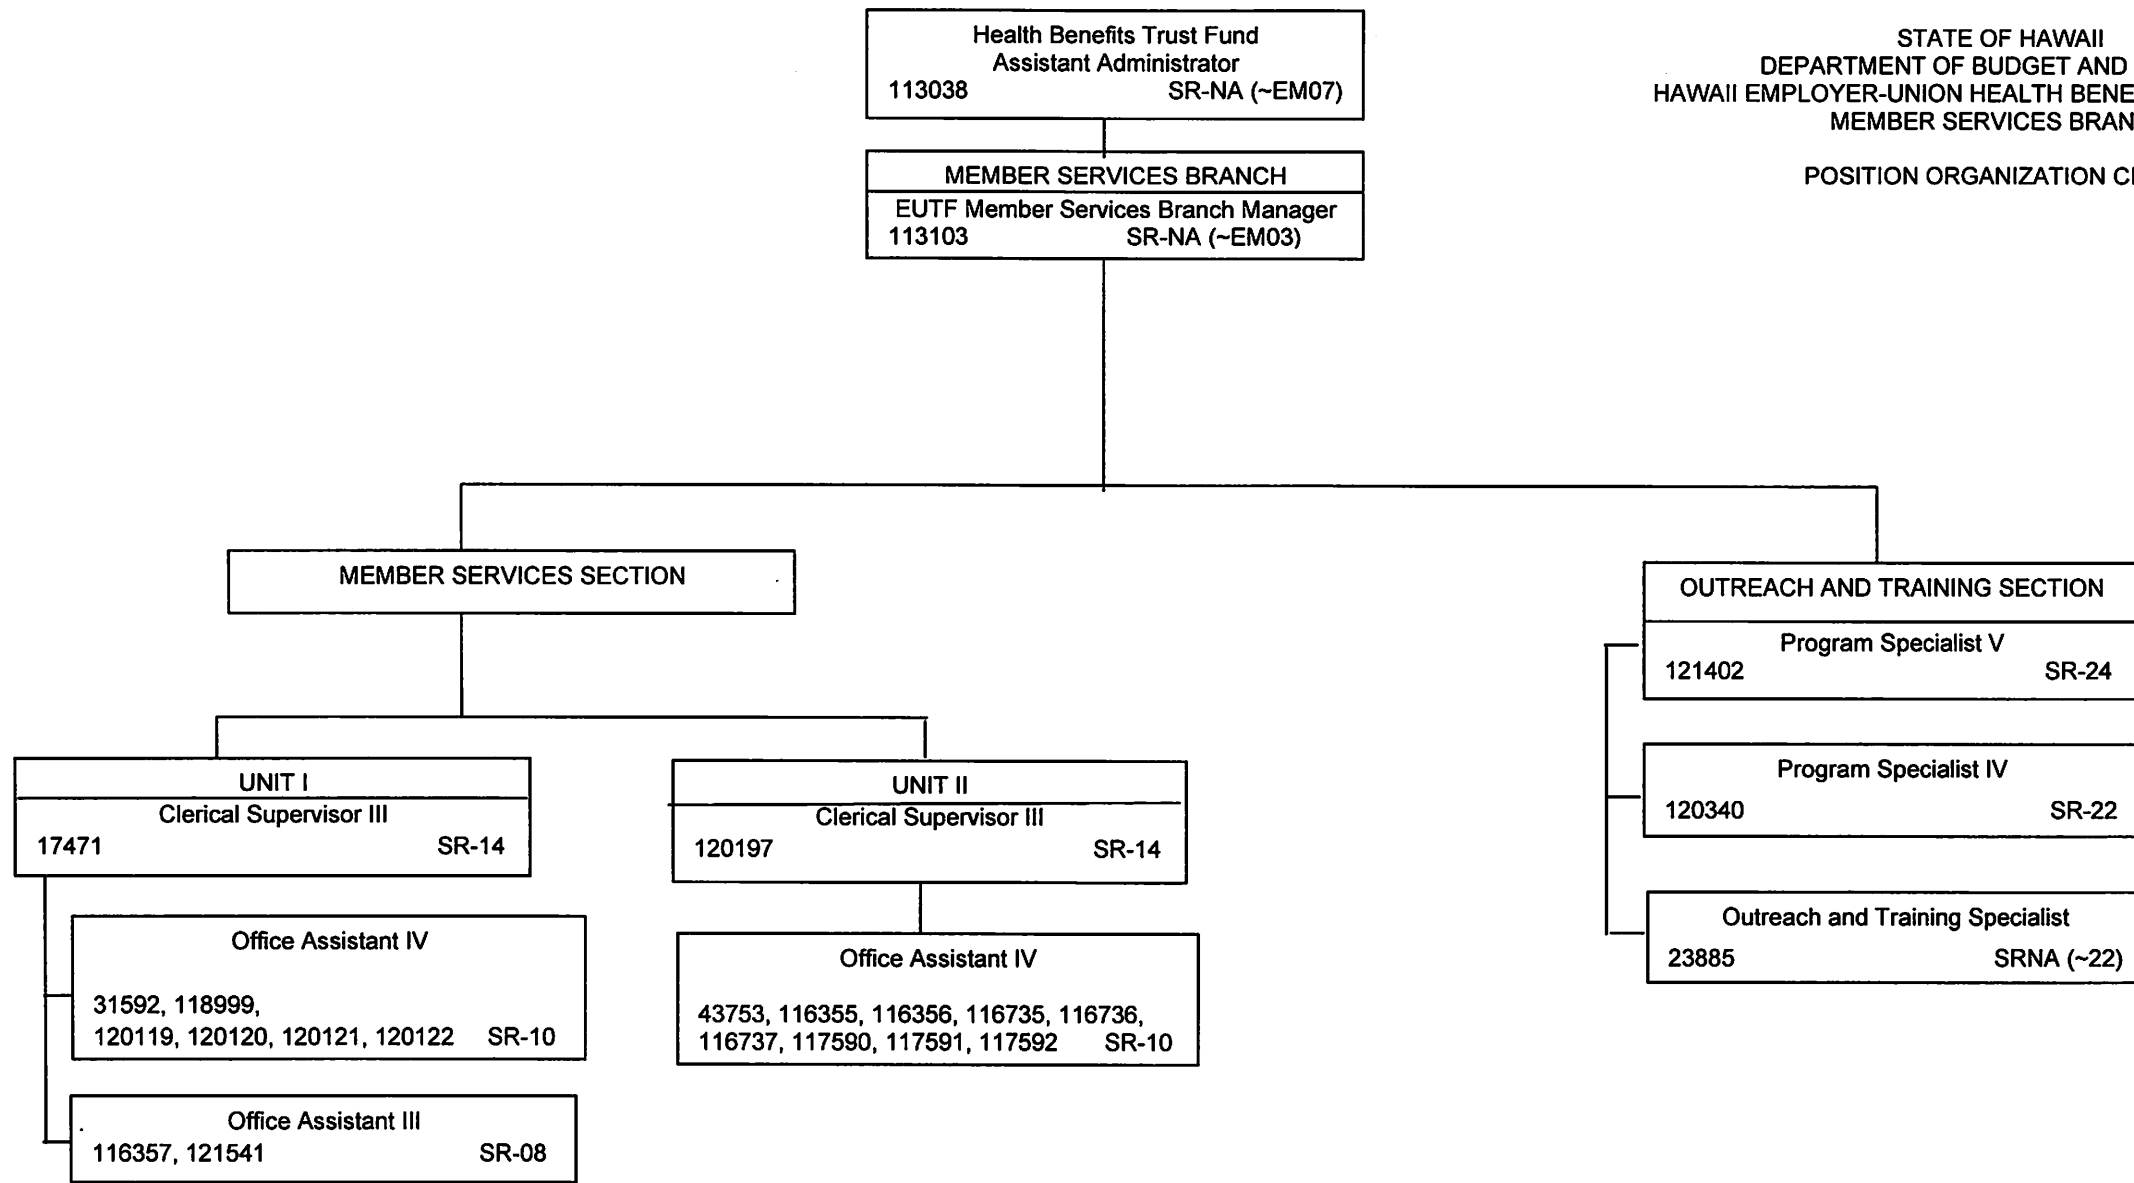 Health Benefits Trust Fund
Assistant Administrator
113038 SR-NA (~EM07)
STATE OF HAWAII
DEPARTMENT OF BUDGET AND
HAWAII EMPLOYER-UNION HEALTH
MEMBER SERVICES
POSITION ORGANIZATION
MEMBER SERVICES BRANCH
EUTF Member Services Branch Manager
113103 SR-NA (~EM03)
MEMBER SERVICES SECTION
OUTREACH AND TRAINING SECTION
Program Specialist V
121402 SR-24
Program Specialist IV
120340 SR-22
Outreach and Training Specialist
23885 SRNA (~22)
UNIT I
Clerical Supervisor III
17471 SR-14
Office Assistant IV
31592, 118999,
120119, 120120, 120121, 120122 SR-10
Office Assistant III
116357, 121541 SR-08
UNIT II
Clerical Supervisor III
120197 SR-14
Office Assistant IV
43753, 116355, 116356, 116735, 116736,
116737, 117590, 117591, 117592 SR-10